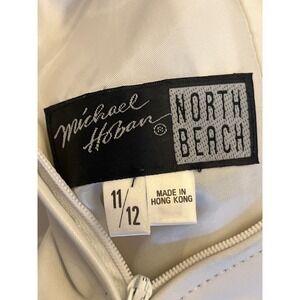 Michael
Hoban®
NORTH
BEACH
11/12
MADE IN
HONG KONG